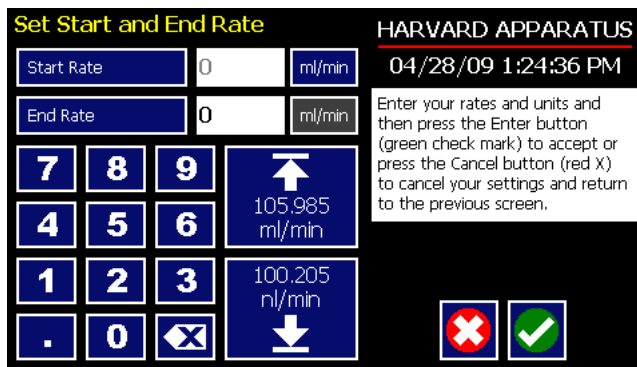 Set Start and End Rate
HARVARD APPARATUS
04/28/09 1:24:36 PM
Start Rate 0 ml/min
End Rate 0 ml/min
Enter your rates and units and
then press the Enter button
(green check mark) to accept or
press the Cancel button (red X)
to cancel your settings and return
to the previous screen.
7 8 9
105.985
ml/min
4 5 6
1 2 3
100.205
nl/min
. 0